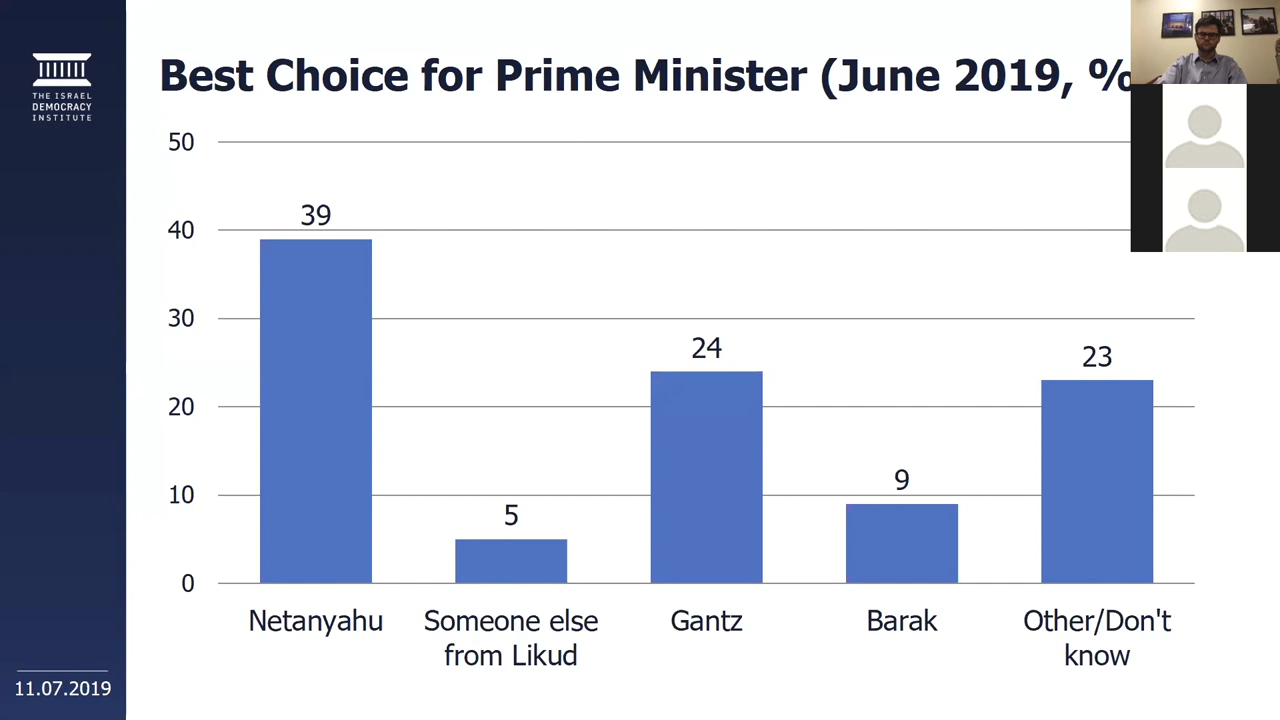 THE ISRAEL
DEMOCRACY
INSTITUTE
Best Choice for Prime Minister (June 2019, %
50
40
30
20
10
0
39
5
24
9
23
Netanyahu
Someone else
from Likud
Gantz
Barak
Other/Don't
know
11.07.2019